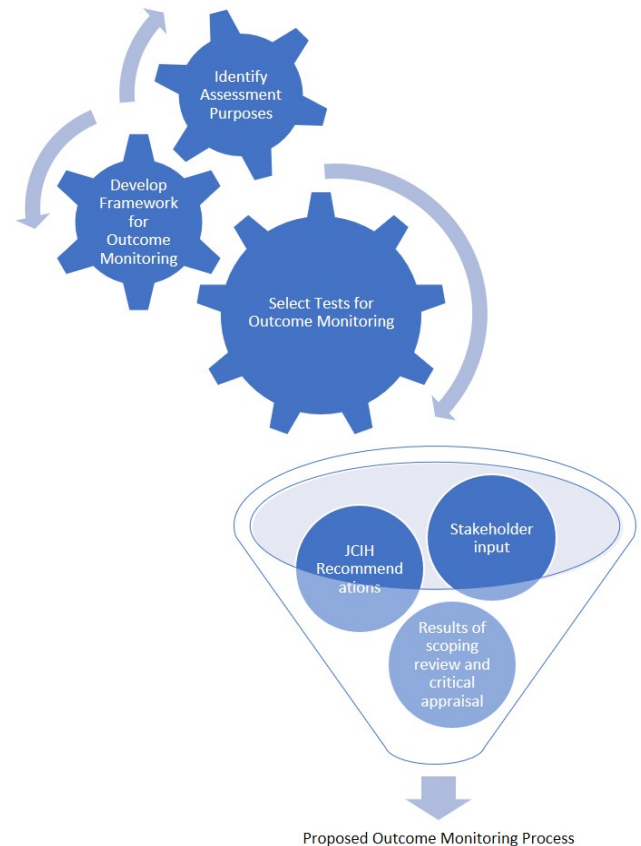 Identify
Assessment
Purposes
Develop
Framework
for
Outcome
Monitoring
Select Tests for
Outcome Monitoring
Stakeholder
input
JCIH
Recommend
ations
Results of
scoping
review and
critical
appraisal
Proposed Outcome Monitoring Process